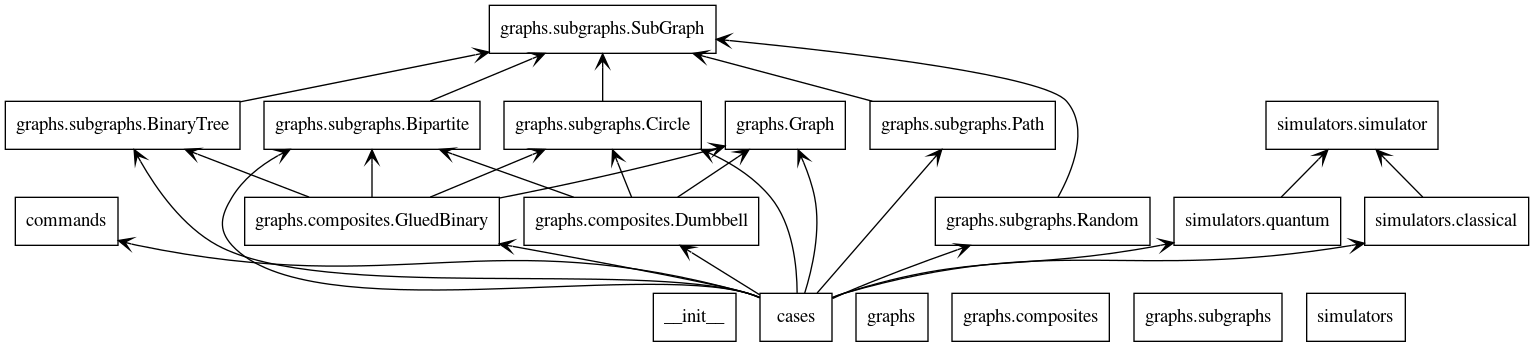 graphs.subgraphs.SubGraph
graphs.subgraphs.BinaryTree
graphs.subgraphs.Bipartite
graphs.subgraphs.Circle
graphs.Graph
graphs.subgraphs.Path
simulators.simulator
commands
graphs.composites.GluedBinary
graphs.composites.Dumbbell
graphs.subgraphs.Random
simulators.quantum
simulators.classical
__init__
cases
graphs
graphs.composites
graphs.subgraphs
simulators